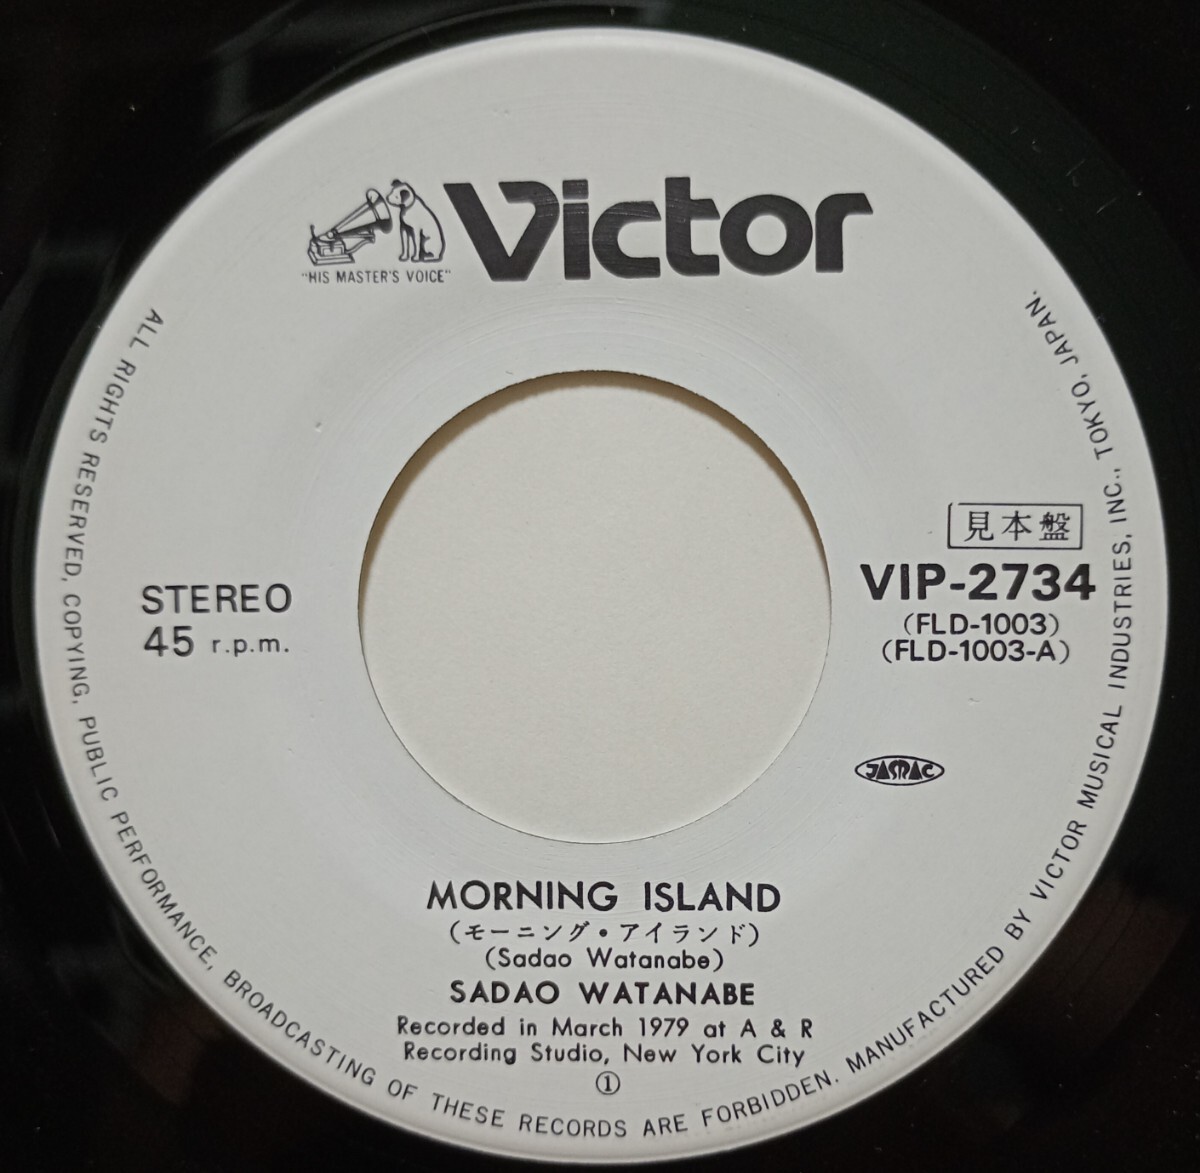 Victor
"HIS MASTER'S VOICE"
見本盤
VIP-2734
(FLD-1003)
(FLD-1003-A)
STEREO
45 r.p.m.
JASRAC
MORNING ISLAND
(モーニング・アイランド)
(Sadao Watanabe)
SADAO WATANABE
Recorded in March 1979 at A & R
Recording Studio, New York City
①
ALL RIGHTS RESERVED, COPYING, PUBLIC PERFORMANCE, BROADCASTING OF THESE RECORDS ARE FORBIDDEN. MANUFACTURED BY VICTOR MUSICAL INDUSTRIES, INC., TOKYO, JAPAN.